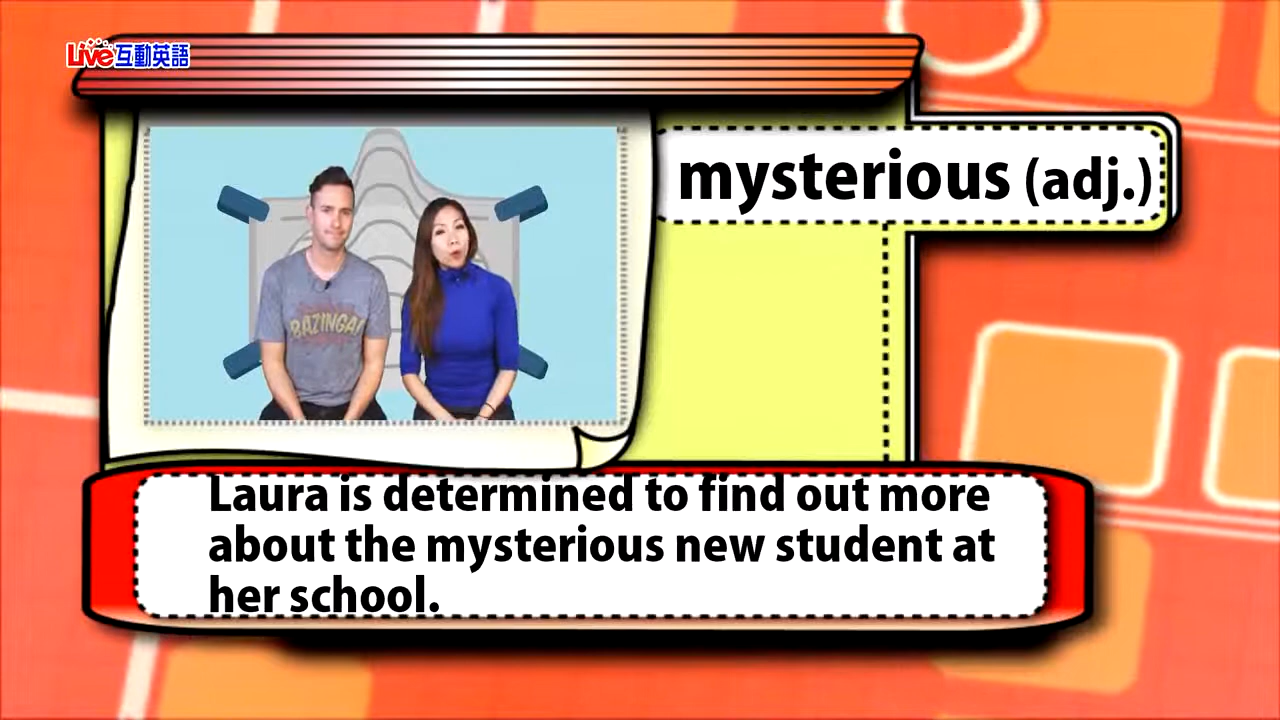 Live互動英語
mysterious (adj.)
BAZINGA!
Laura is determined to find out more
about the mysterious new student at
her school.